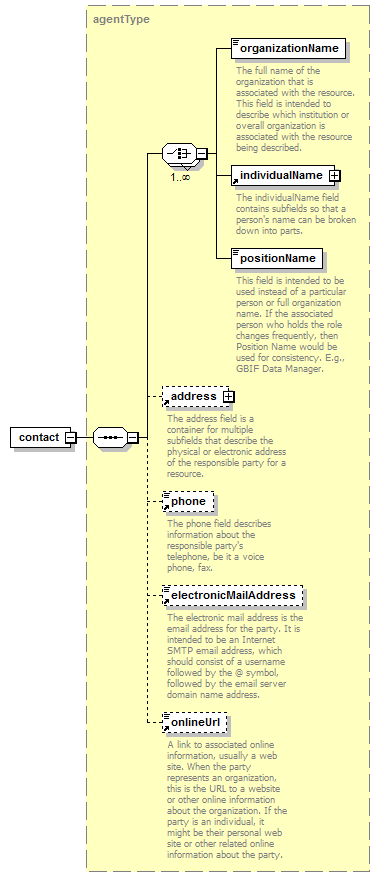 agentType
organizationName
The full name of the
organization that is
associated with the resource.
This field is intended to
describe which institution or
overall organization is
associated with the resource
being described.
1..∞
individualName
The individualName field
contains subfields so that a
person's name can be broken
down into parts.
positionName
This field is intended to be
used instead of a particular
person or full organization
name. If the associated
person who holds the role
changes frequently, then
Position Name would be
used for consistency. E.g.,
GBIF Data Manager.
address
The address field is a
container for multiple
subfields that describe the
physical or electronic address
of the responsible party for a
resource.
contact
phone
The phone field describes
information about the
responsible party's
telephone, be it a voice
phone, fax.
electronicMailAddress
The electronic mail address is the
email address for the party. It is
intended to be an Internet
SMTP email address, which
should consist of a username
followed by the @ symbol,
followed by the email server
domain name address.
onlineUrl
A link to associated online
information, usually a web
site. When the party
represents an organization,
this is the URL to a website
or other online information
about the organization. If the
party is an individual, it
might be their personal web
site or other related online
information about the party.